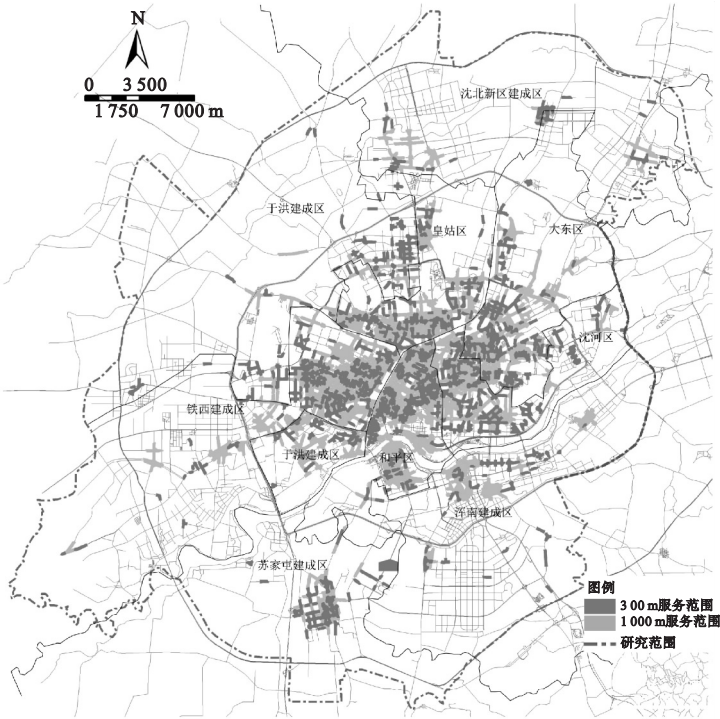 N
0 3 500
1 750 7 000 m
沈北新区建成区
于洪建成区
皇姑区
大东区
沈河区
铁西建成区
于洪建成区
和平区
浑南建成区
苏家屯建成区
图例
3 00 m服务范围
1 000 m服务范围
研究范围